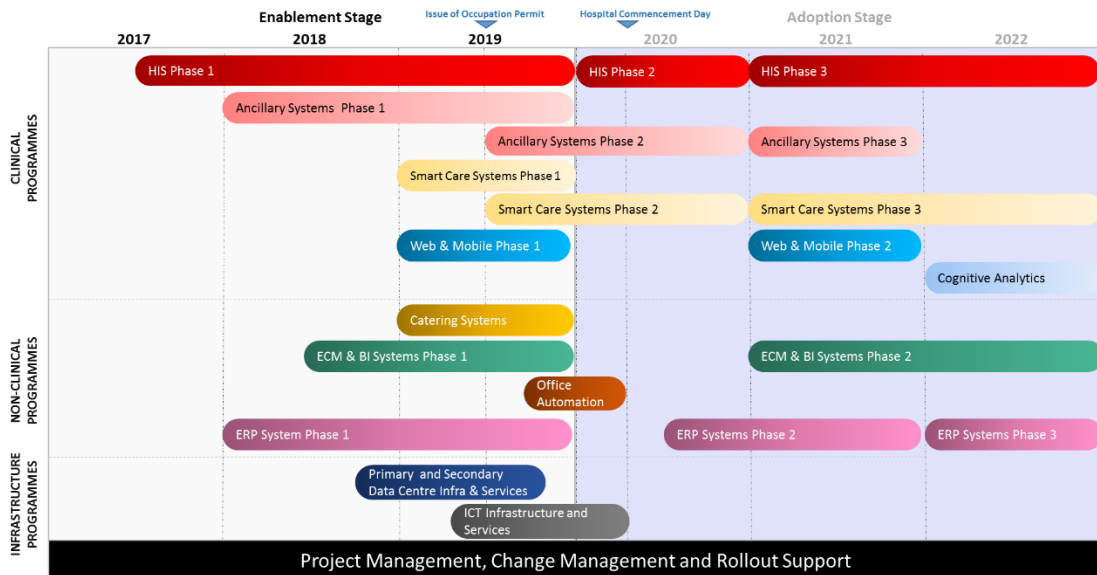 Enablement Stage
Issue of Occupation Permit
Hospital Commencement Day
Adoption Stage
2017
2018
2019
2020
2021
2022
CLINICAL
PROGRAMMES
HIS Phase 1
HIS Phase 2
HIS Phase 3
Ancillary Systems Phase 1
Ancillary Systems Phase 2
Ancillary Systems Phase 3
Smart Care Systems Phase 1
Smart Care Systems Phase 2
Smart Care Systems Phase 3
Web & Mobile Phase 1
Web & Mobile Phase 2
Cognitive Analytics
NON-CLINICAL
PROGRAMMES
Catering Systems
ECM & BI Systems Phase 1
ECM & BI Systems Phase 2
Office
Automation
ERP System Phase 1
ERP Systems Phase 2
ERP Systems Phase 3
INFRASTRUCTURE
PROGRAMMES
Primary and Secondary
Data Centre Infra & Services
ICT Infrastructure and
Services
Project Management, Change Management and Rollout Support